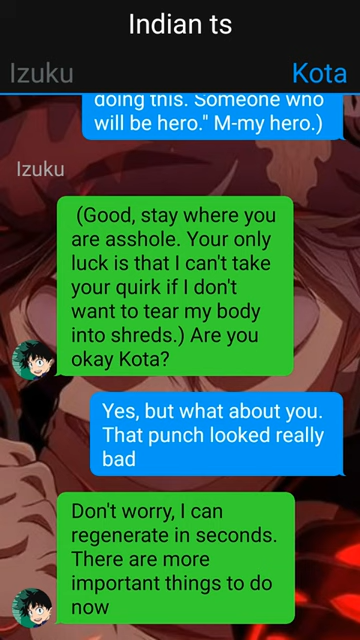 Indian ts
Izuku
Kota
doing this. Someone who
will be hero." M-my hero.)
Izuku
(Good, stay where you
are asshole. Your only
luck is that I can't take
your quirk if I don't
want to tear my body
into shreds.) Are you
okay Kota?
Yes, but what about you.
That punch looked really
bad
Don't worry, I can
regenerate in seconds.
There are more
important things to do
now